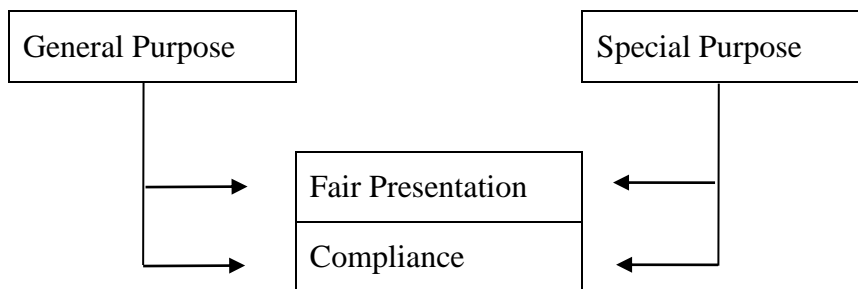 General Purpose
Special Purpose
Fair Presentation
Compliance